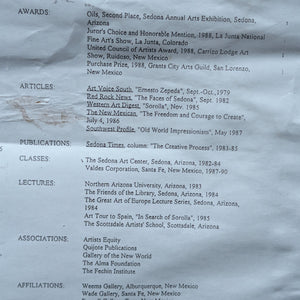 AWARDS: Oils, Second Place, Sedona Annual Arts Exhibition, Sedona,
Arizona
Juror's Choice and Honorable Mention, 1988, La Junta National
Fine Art's Show, La Junta, Colorado
United Council of Artists Award, 1988, Carrizo Lodge Art
Show, Ruidoso, New Mexico
Purchase Prize, 1988, Grants City Arts Guild, San Lorenzo,
New Mexico
ARTICLES: Art Voice South, "Ernesto Zepeda", Sept.-Oct.,1979
Red Rock News, "The Faces of Sedona", Sept. 1982
Western Art Digest, "Sorolla", Nov. 1985
The New Mexican, "The Freedom and Courage to Create",
July 4, 1986
Southwest Profile, "Old World Impressionism", May 1987
PUBLICATIONS: Sedona Times, column: "The Creative Process", 1983-85
CLASSES: The Sedona Art Center, Sedona, Arizona, 1982-84
Valdes Corporation, Santa Fe, New Mexico, 1987-90
LECTURES: Northern Arizona University, Arizona, 1983
The Friends of the Library, Sedona, Arizona, 1984
The Great Art of Europe Lecture Series, Sedona, Arizona,
1984
Art Tour to Spain, "In Search of Sorolla", 1985
The Scottsdale Artists' School, Scottsdale, Arizona
ASSOCIATIONS: Artists Equity
Quijote Publications
Gallery of the New World
The Alma Foundation
The Fechin Institute
AFFILIATIONS: Weems Gallery, Albuquerque, New Mexico
Wade Gallery, Santa Fe, New Mexico